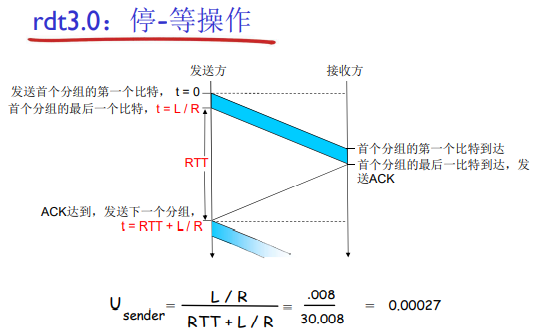 rdt3.0：停-等操作
发送方
接收方
发送首个分组的第一个比特， t = 0
首个分组的最后一个比特，t = L / R
首个分组的第一个比特到达
首个分组的最后一比特到达，发
送ACK
RTT
ACK达到，发送下一个分组，
t = RTT + L / R
U sender = L / R / RTT + L / R = .008 / 30.008 = 0.00027